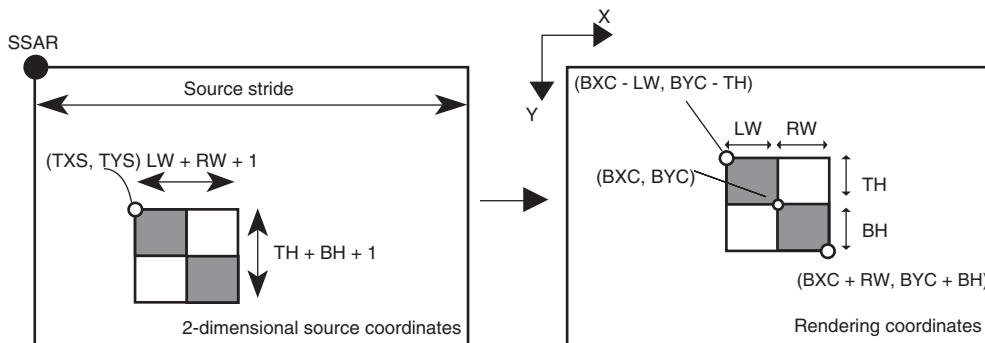 SSAR
Source stride
(TXS, TYS) LW + RW + 1
TH + BH + 1
2-dimensional source coordinates
X
Y
(BXC - LW, BYC - TH)
LW RW
(BXC, BYC)
TH
BH
(BXC + RW, BYC + BH)
Rendering coordinates